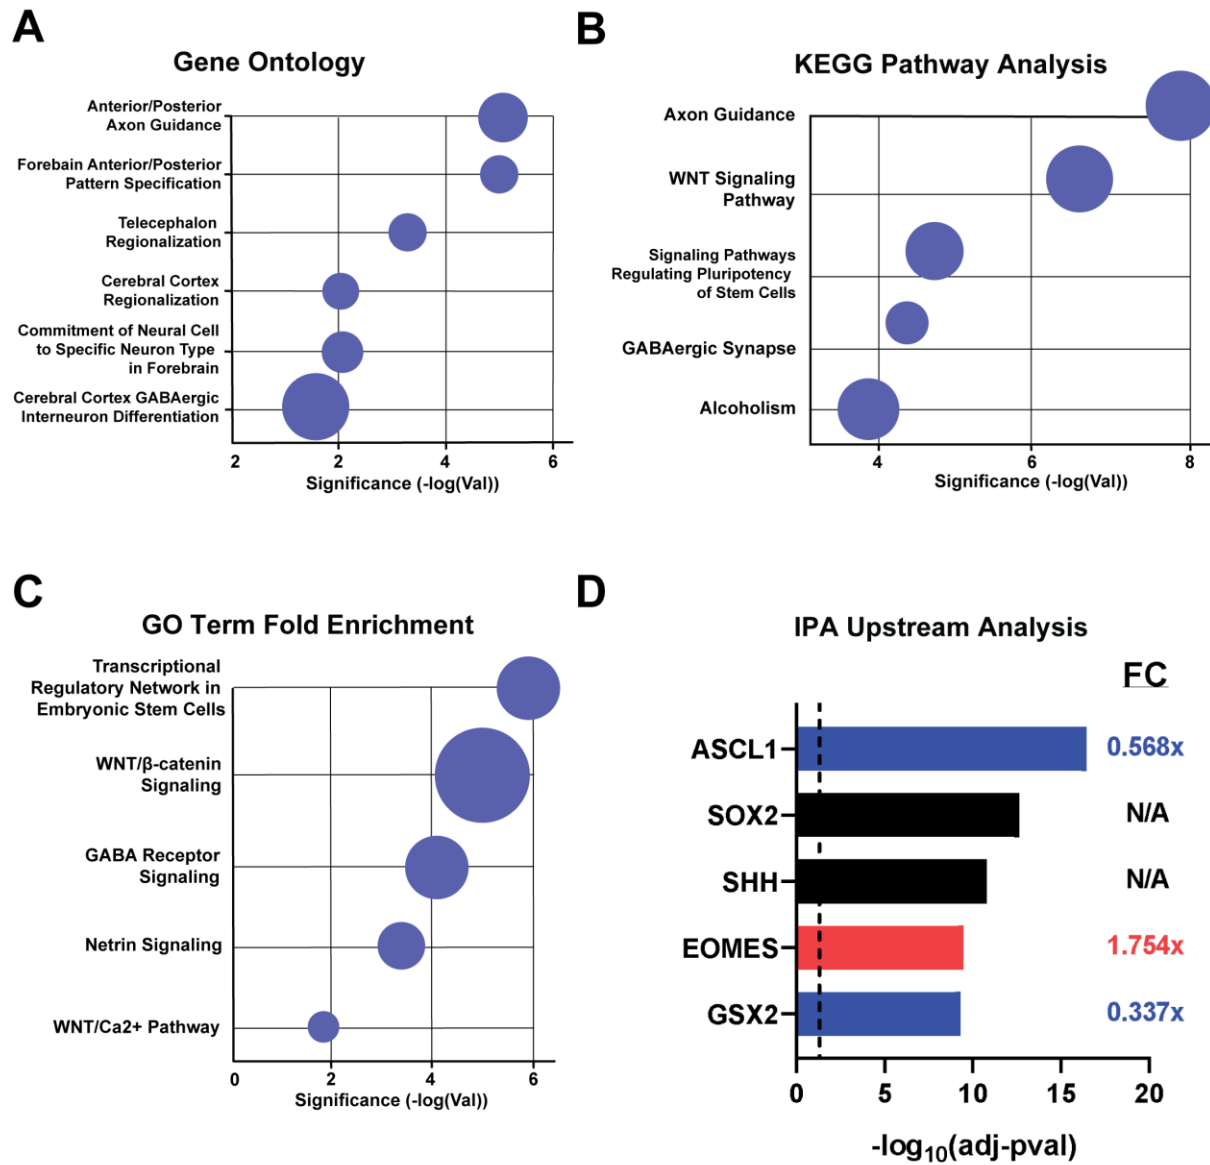 A
Gene Ontology
Anterior/Posterior
Axon Guidance
Forebain Anterior/Posterior
Pattern Specification
Telecephalon
Regionalization
Cerebral Cortex
Regionalization
Commitment of Neural Cell
to Specific Neuron Type
in Forebrain
Cerebral Cortex GABAergic
Interneuron Differentiation
2 2 4 6
Significance (-log(Val))
B
KEGG Pathway Analysis
Axon Guidance
WNT Signaling
Pathway
Signaling Pathways
Regulating Pluripotency
of Stem Cells
GABAergic Synapse
Alcoholism
4 6 8
Significance (-log(Val))
C
GO Term Fold Enrichment
Transcriptional
Regulatory Network in
Embryonic Stem Cells
WNT/β-catenin
Signaling
GABA Receptor
Signaling
Netrin Signaling
WNT/Ca2+ Pathway
0 2 4 6
Significance (-log(Val))
D
IPA Upstream Analysis
FC
ASCL1 0.568x
SOX2 N/A
SHH N/A
EOMES 1.754x
GSX2 0.337x
0 5 10 15 20
-log10(adj-pval)